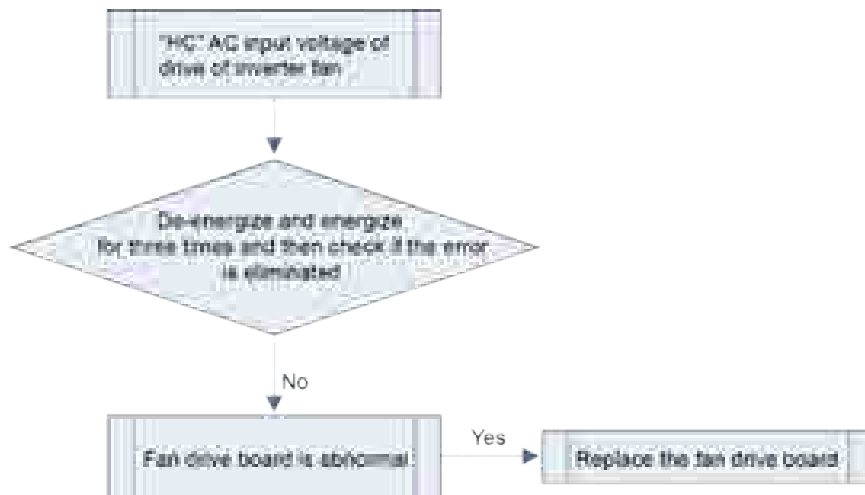 "HC" AC input voltage of
drive of inverter fan
De-energize and energize
for three times and then check if the error
is eliminated
No
Fan drive board is abnormal
Yes
Replace the fan drive board